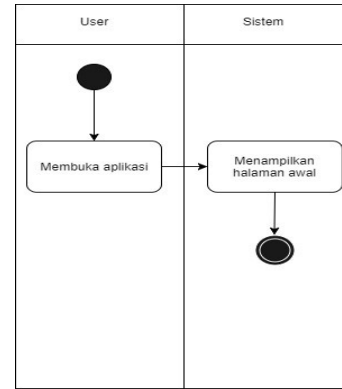 User
Sistem
Membuka aplikasi
Menampilkan
halaman awal